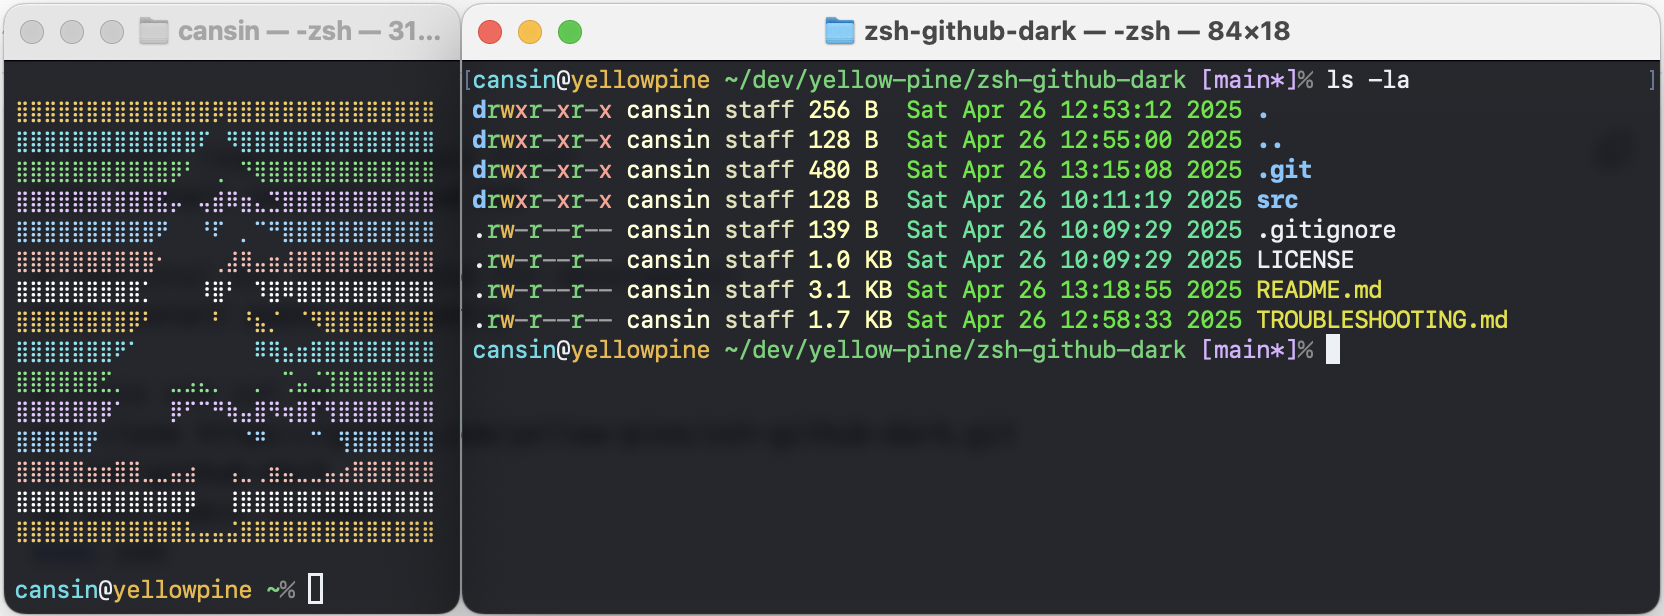 cansin — -zsh — 31...
cansin@yellowpine ~%
zsh-github-dark — -zsh — 84×18
[cansin@yellowpine ~/dev/yellow-pine/zsh-github-dark [main*]% ls -la ]
drwxr-xr-x cansin staff 256 B  Sat Apr 26 12:53:12 2025 .
drwxr-xr-x cansin staff 128 B  Sat Apr 26 12:55:00 2025 ..
drwxr-xr-x cansin staff 480 B  Sat Apr 26 13:15:08 2025 .git
drwxr-xr-x cansin staff 128 B  Sat Apr 26 10:11:19 2025 src
.rw-r--r-- cansin staff 139 B  Sat Apr 26 10:09:29 2025 .gitignore
.rw-r--r-- cansin staff 1.0 KB Sat Apr 26 10:09:29 2025 LICENSE
.rw-r--r-- cansin staff 3.1 KB Sat Apr 26 13:18:55 2025 README.md
.rw-r--r-- cansin staff 1.7 KB Sat Apr 26 12:58:33 2025 TROUBLESHOOTING.md
cansin@yellowpine ~/dev/yellow-pine/zsh-github-dark [main*]%